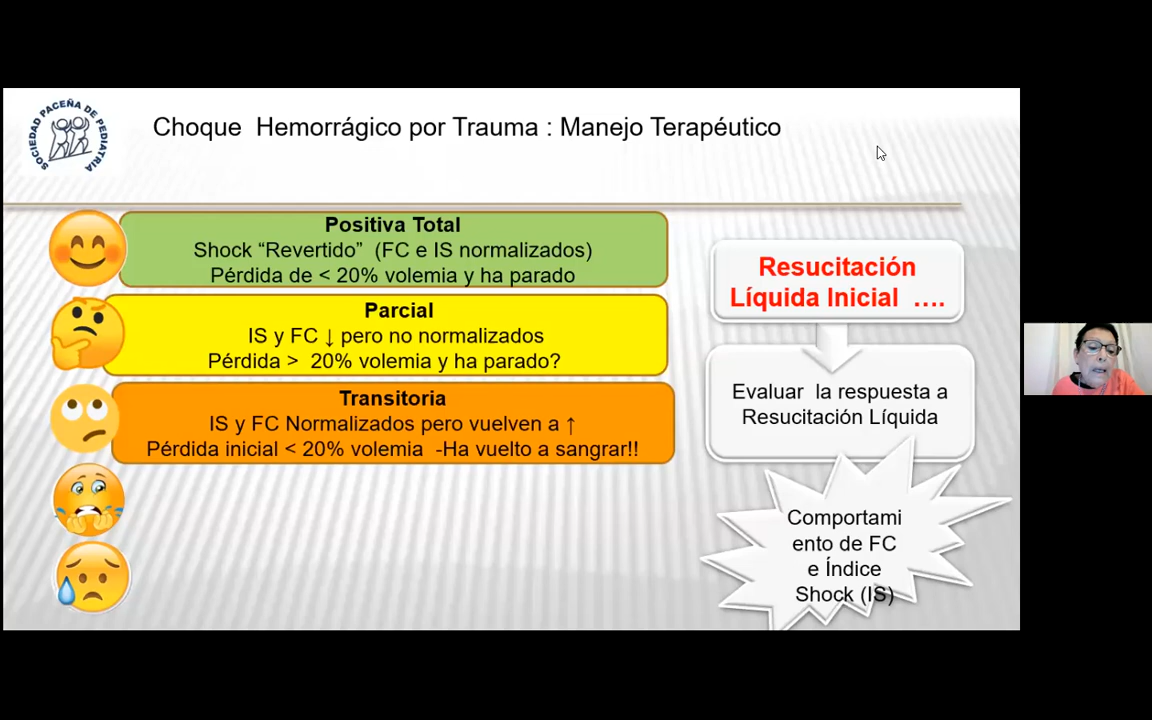 SOCIEDAD PACEÑA DE PEDIATRIA
Choque Hemorrágico por Trauma : Manejo Terapéutico
Positiva Total
Shock “Revertido” (FC e IS normalizados)
Pérdida de < 20% volemia y ha parado
Parcial
IS y FC ↓ pero no normalizados
Pérdida > 20% volemia y ha parado?
Transitoria
IS y FC Normalizados pero vuelven a ↑
Pérdida inicial < 20% volemia -Ha vuelto a sangrar!!
Resucitación
Líquida Inicial ….
Evaluar la respuesta a
Resucitación Líquida
Comportami
ento de FC
e Índice
Shock (IS)